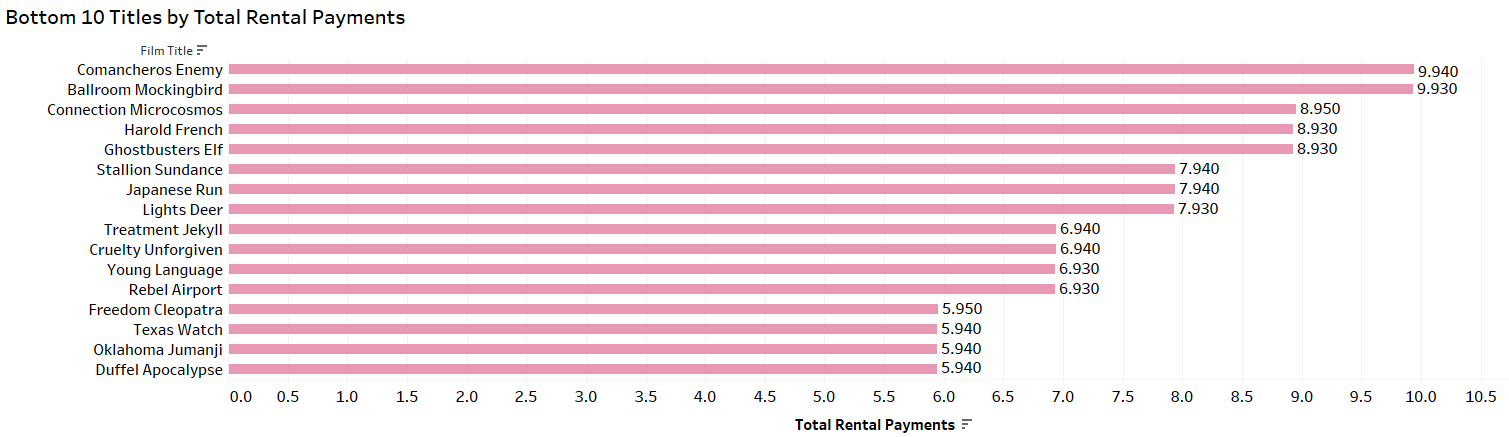 Bottom 10 Titles by Total Rental Payments
Film Title
Comancheros Enemy 9.940
Ballroom Mockingbird 9.930
Connection Microcosmos 8.950
Harold French 8.930
Ghostbusters Elf 8.930
Stallion Sundance 7.940
Japanese Run 7.940
Lights Deer 7.930
Treatment Jekyll 6.940
Cruelty Unforgiven 6.940
Young Language 6.930
Rebel Airport 6.930
Freedom Cleopatra 5.950
Texas Watch 5.940
Oklahoma Jumanji 5.940
Duffel Apocalypse 5.940
0.0 0.5 1.0 1.5 2.0 2.5 3.0 3.5 4.0 4.5 5.0 5.5 6.0 6.5 7.0 7.5 8.0 8.5 9.0 9.5 10.0 10.5
Total Rental Payments